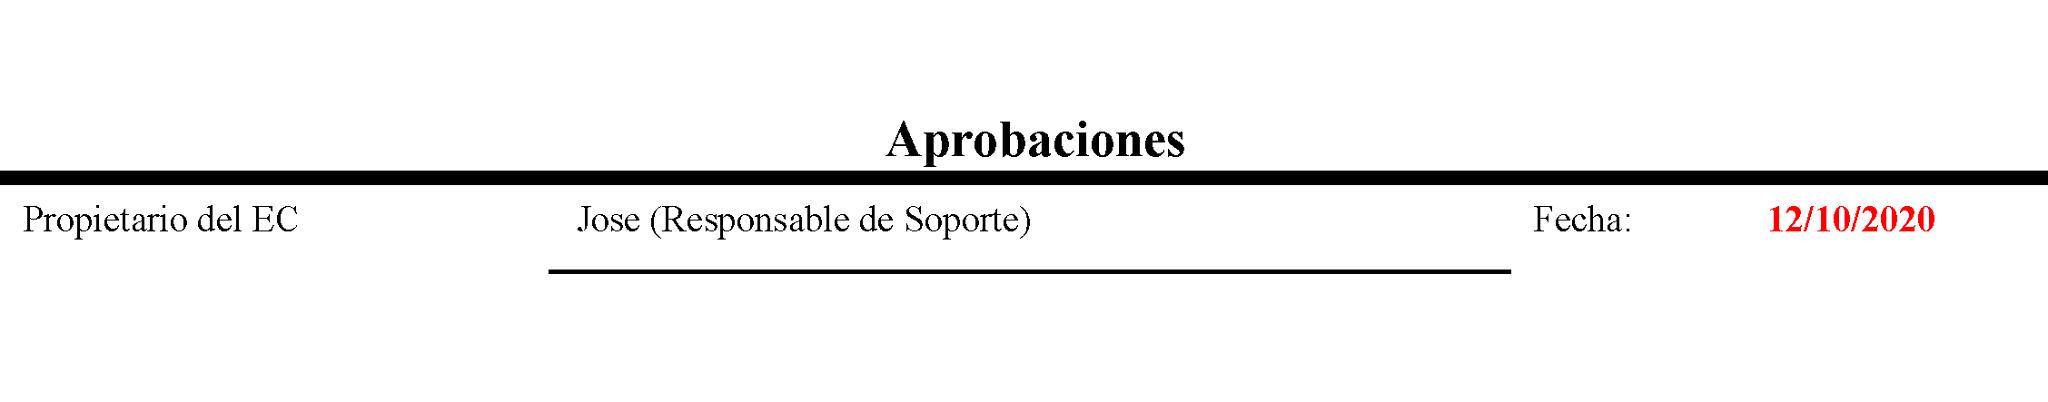 Aprobaciones
Propietario del EC Jose (Responsable de Soporte) Fecha: 12/10/2020